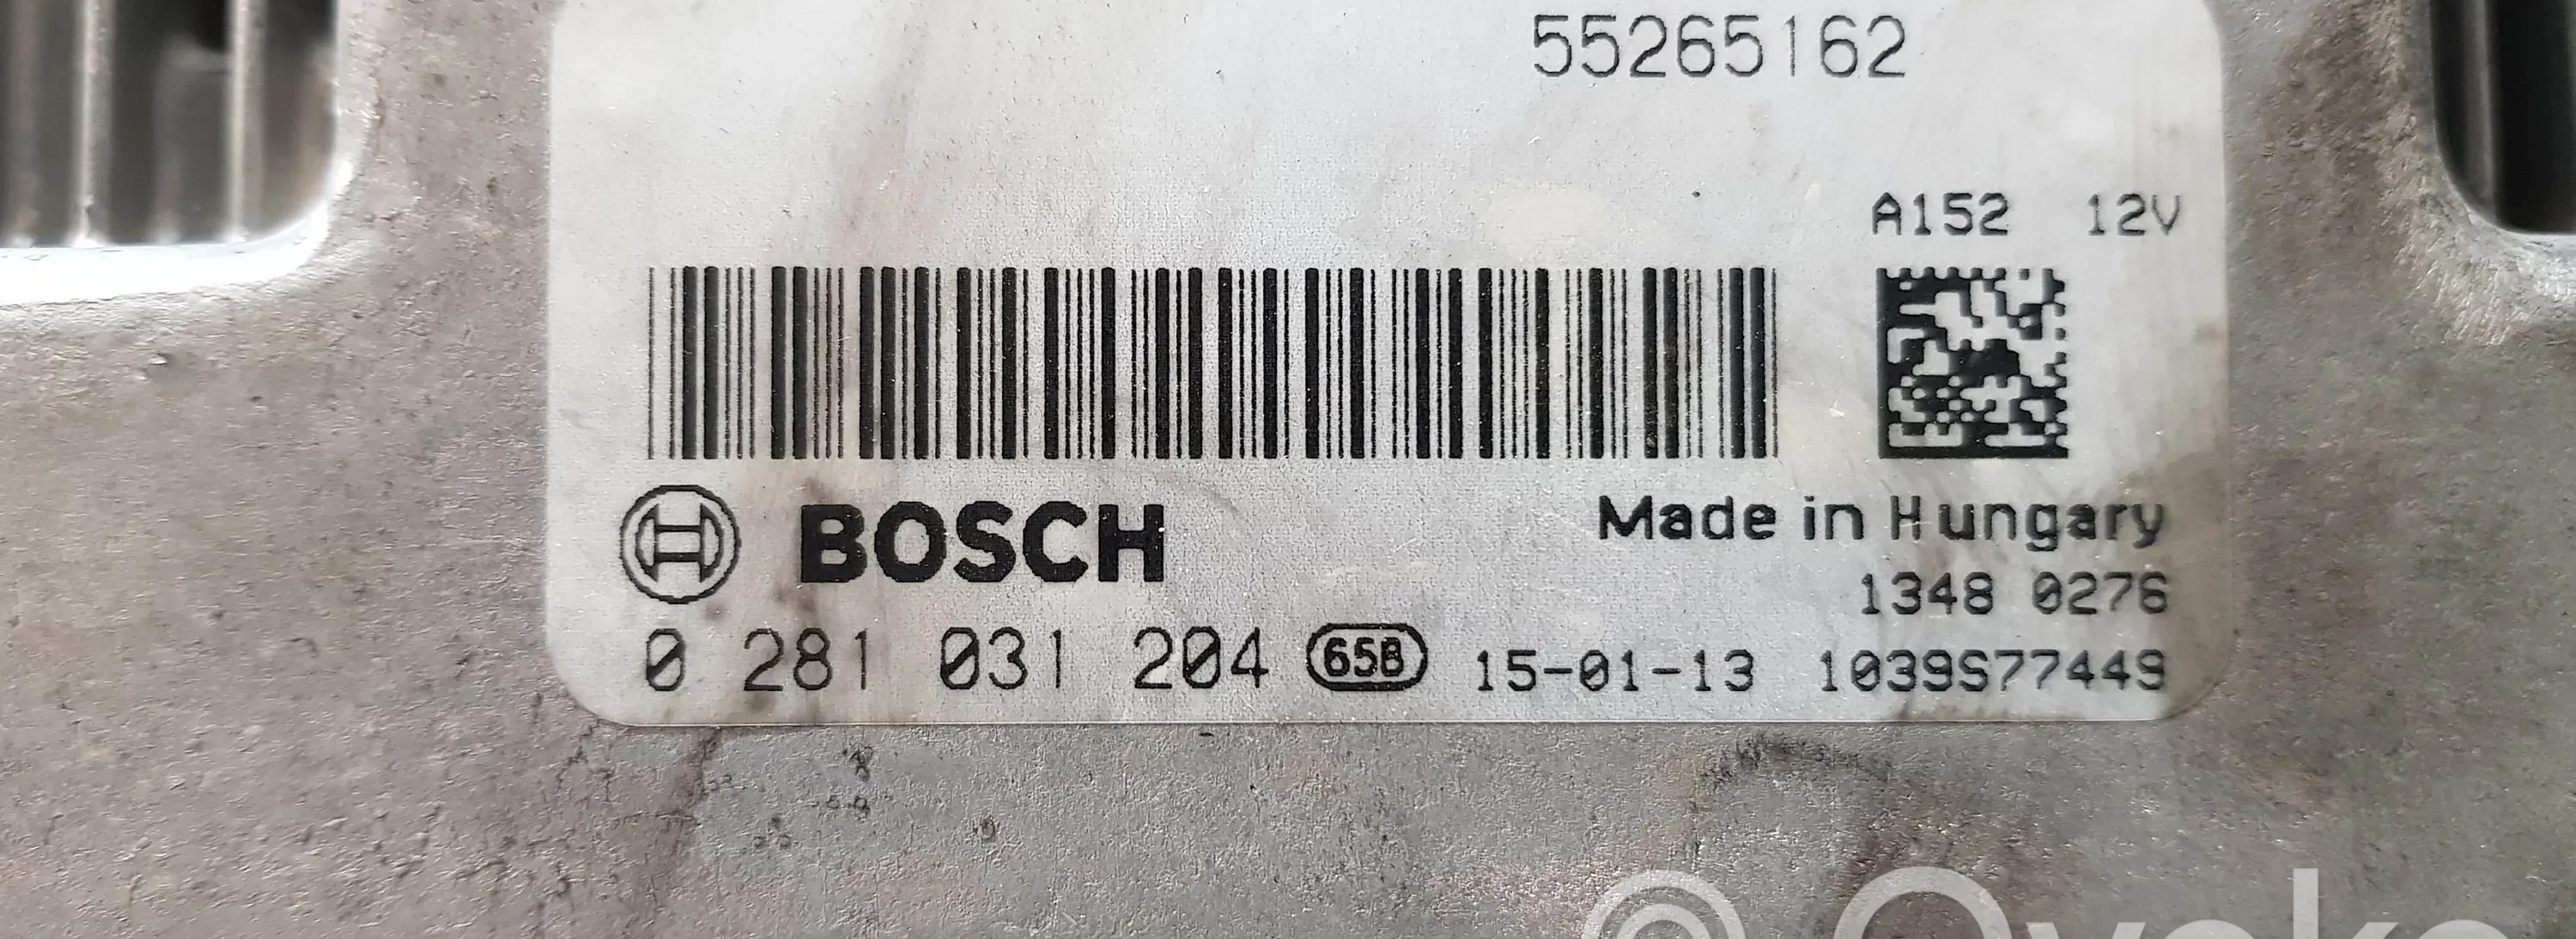 55265162
A152 12V
BOSCH
Made in Hungary
1348 0276
0 281 031 204 65B 15-01-13 1039S77449